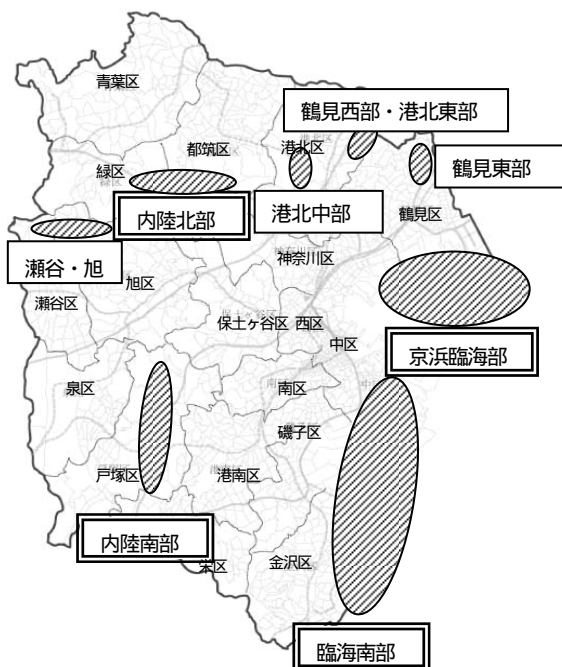 青葉区
鶴見西部・港北東部
都筑区
港北区
緑区
鶴見東部
内陸北部
港北中部
鶴見区
瀬谷・旭
神奈川区
旭区
瀬谷区
保土ヶ谷区
西区
中区
京浜臨海部
泉区
南区
磯子区
戸塚区
港南区
内陸南部
栄区
金沢区
臨海南部